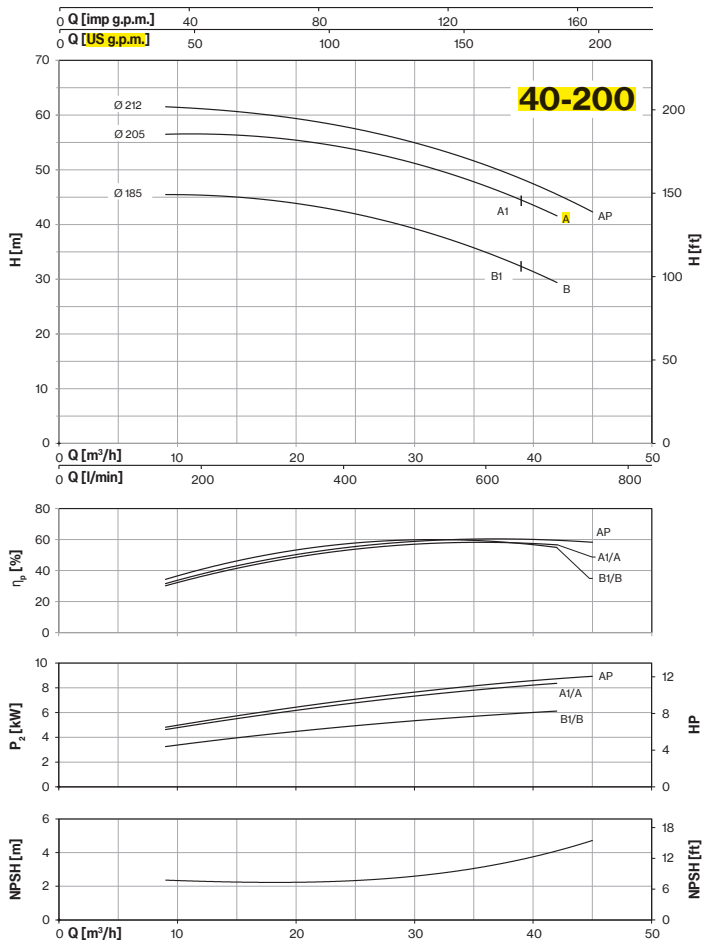 0 Q [imp g.p.m.] 40 80 120 160
0 Q [US g.p.m.] 50 100 150 200
40-200
H [m]
70
60
50
40
30
20
10
0
H [ft]
200
150
100
50
0
Ø 212
Ø 205
Ø 185
A1
A
AP
B1
B
0 Q [m³/h] 10 20 30 40 50
0 Q [l/min] 200 400 600 800
ηp [%]
80
60
40
20
0
AP
A1/A
B1/B
P2 [kW]
10
8
6
4
2
0
AP
A1/A
B1/B
HP
12
8
4
0
NPSH [m]
6
4
2
0
NPSH [ft]
18
12
6
0
0 Q [m³/h] 10 20 30 40 50